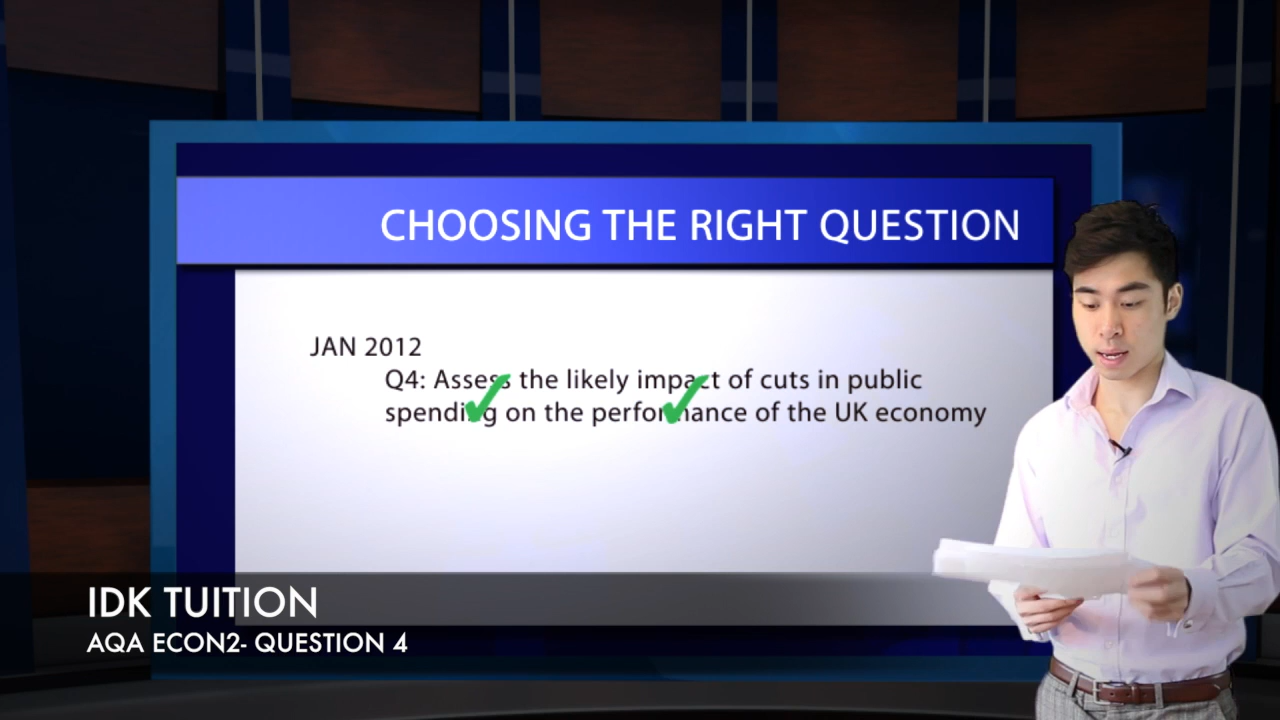 CHOOSING THE RIGHT QUESTION
JAN 2012
Q4: Assess the likely impact of cuts in public
spending on the performance of the UK economy
IDK TUITION
AQA ECON2- QUESTION 4